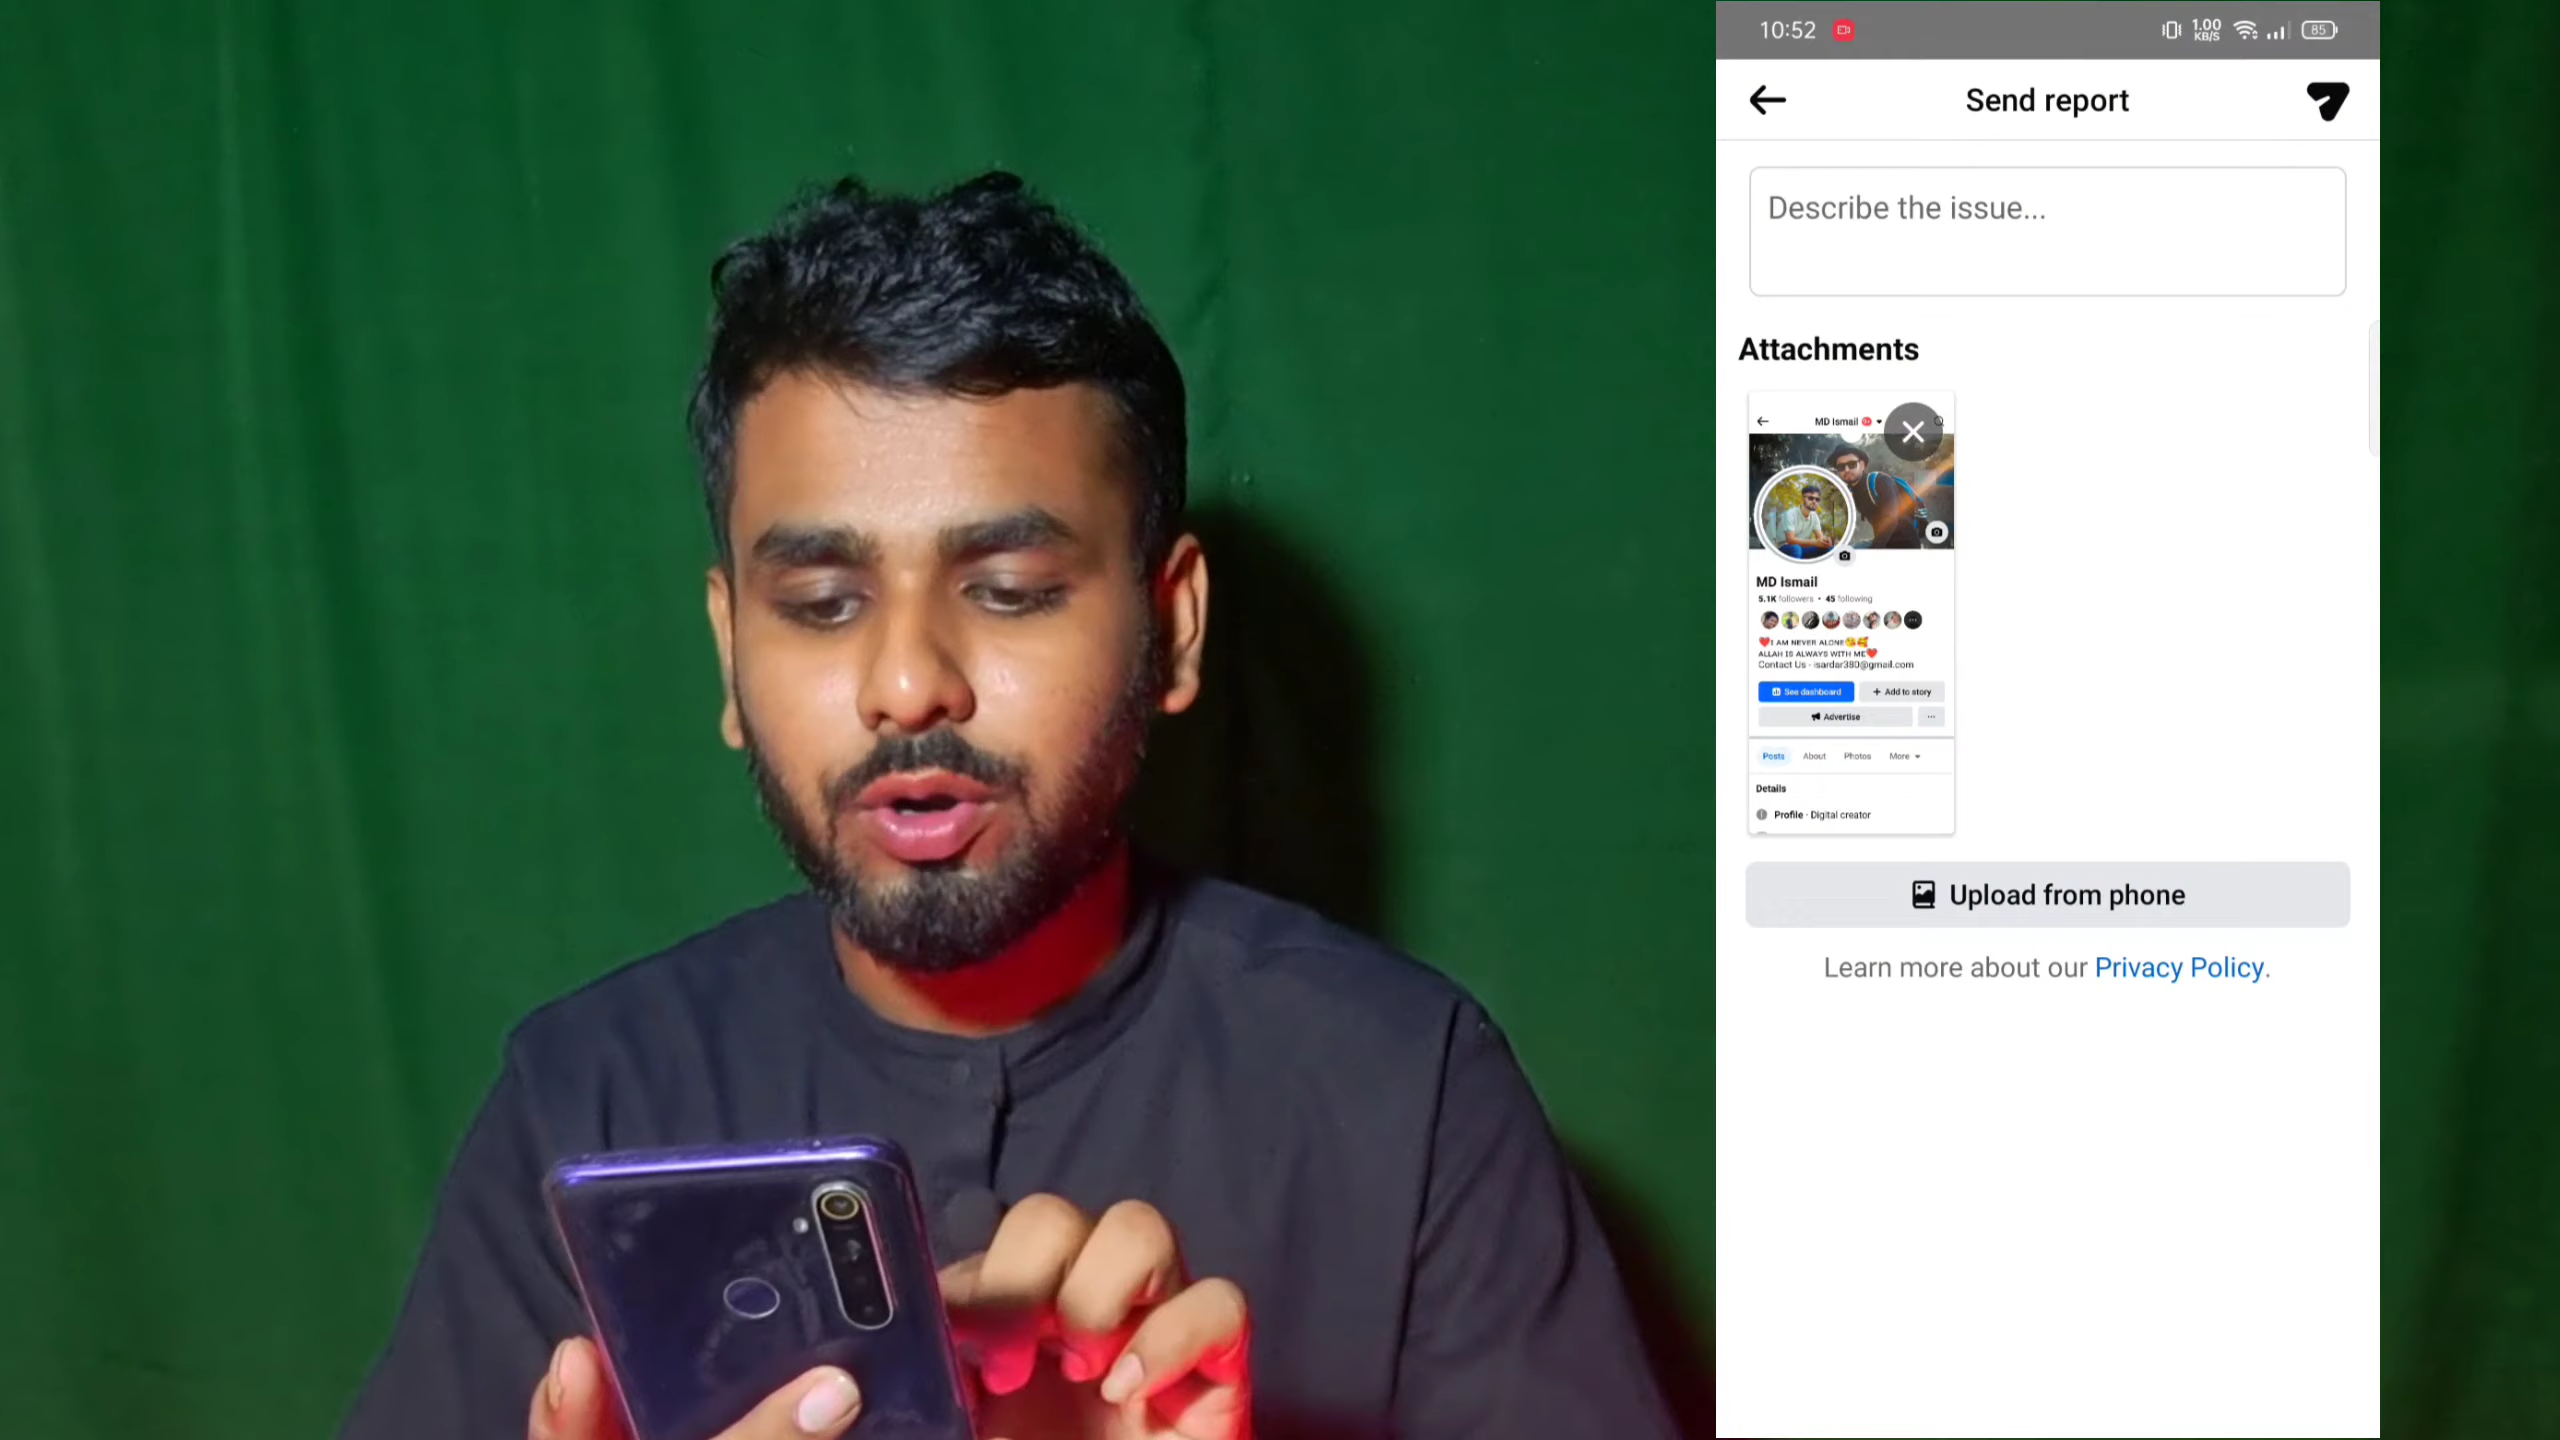 10:52
1.00
KB/S
85
Send report
Describe the issue...
Attachments
MD Ismail
MD Ismail
5.1K followers • 45 following
❤️I AM NEVER ALONE😘🥰
ALLAH IS ALWAYS WITH ME❤️
Contact Us - isardar380@gmail.com
See dashboard
+ Add to story
Advertise
Posts About Photos More
Details
Profile · Digital creator
Upload from phone
Learn more about our Privacy Policy.